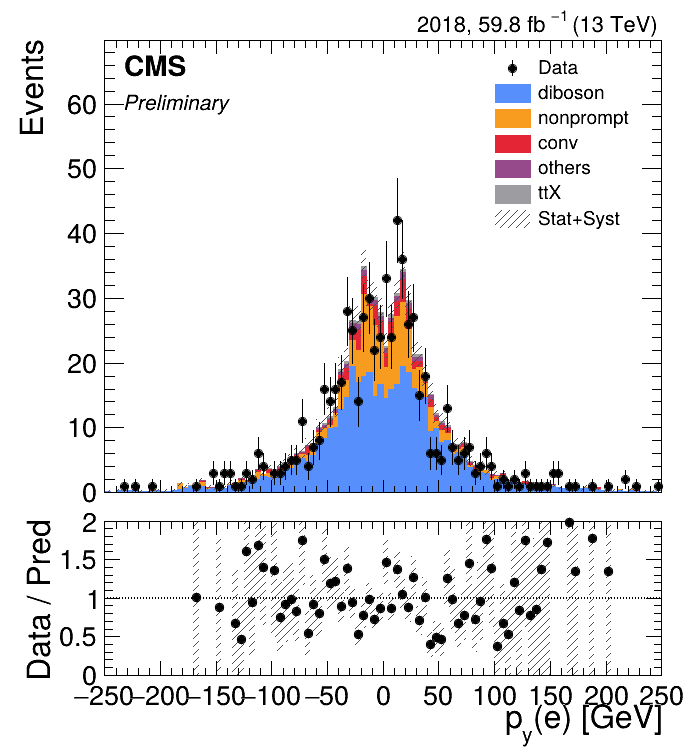 2018, 59.8 fb⁻¹ (13 TeV)
CMS
Preliminary
Events
Data
diboson
nonprompt
conv
others
ttX
Stat+Syst
60
50
40
30
20
10
0
Data / Pred
2
1.5
1
0.5
0
−250 −200 −150 −100 −50 0 50 100 150 200 250
p_y(e) [GeV]